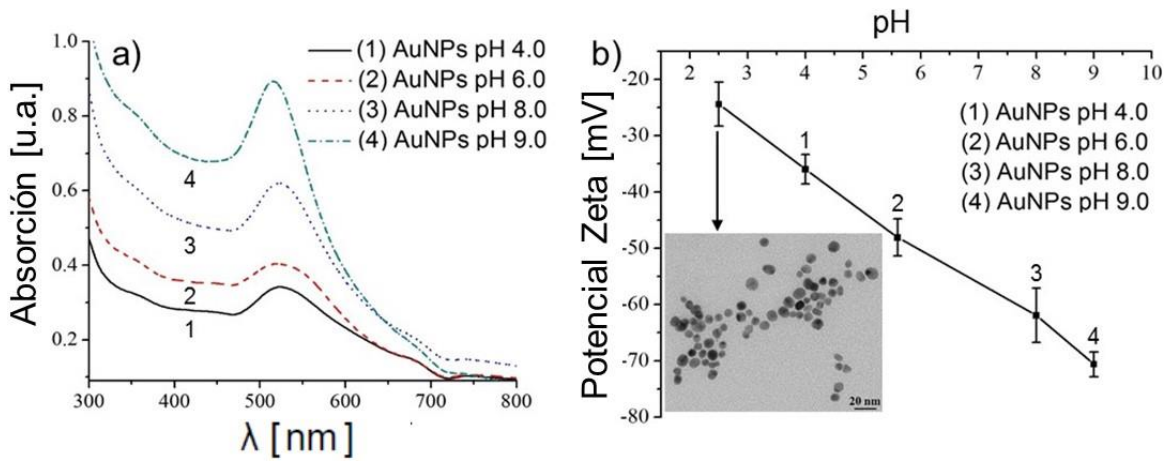 a)
(1) AuNPs pH 4.0
(2) AuNPs pH 6.0
(3) AuNPs pH 8.0
(4) AuNPs pH 9.0
1.0
0.8
0.6
0.4
0.2
4
3
2
1
300 400 500 600 700 800
Absorción [u.a.]
λ [nm]
pH
b)
2 3 4 5 6 7 8 9 10
-20
-30
-40
-50
-60
-70
-80
Potencial Zeta [mV]
(1) AuNPs pH 4.0
(2) AuNPs pH 6.0
(3) AuNPs pH 8.0
(4) AuNPs pH 9.0
1
2
3
4
20 nm